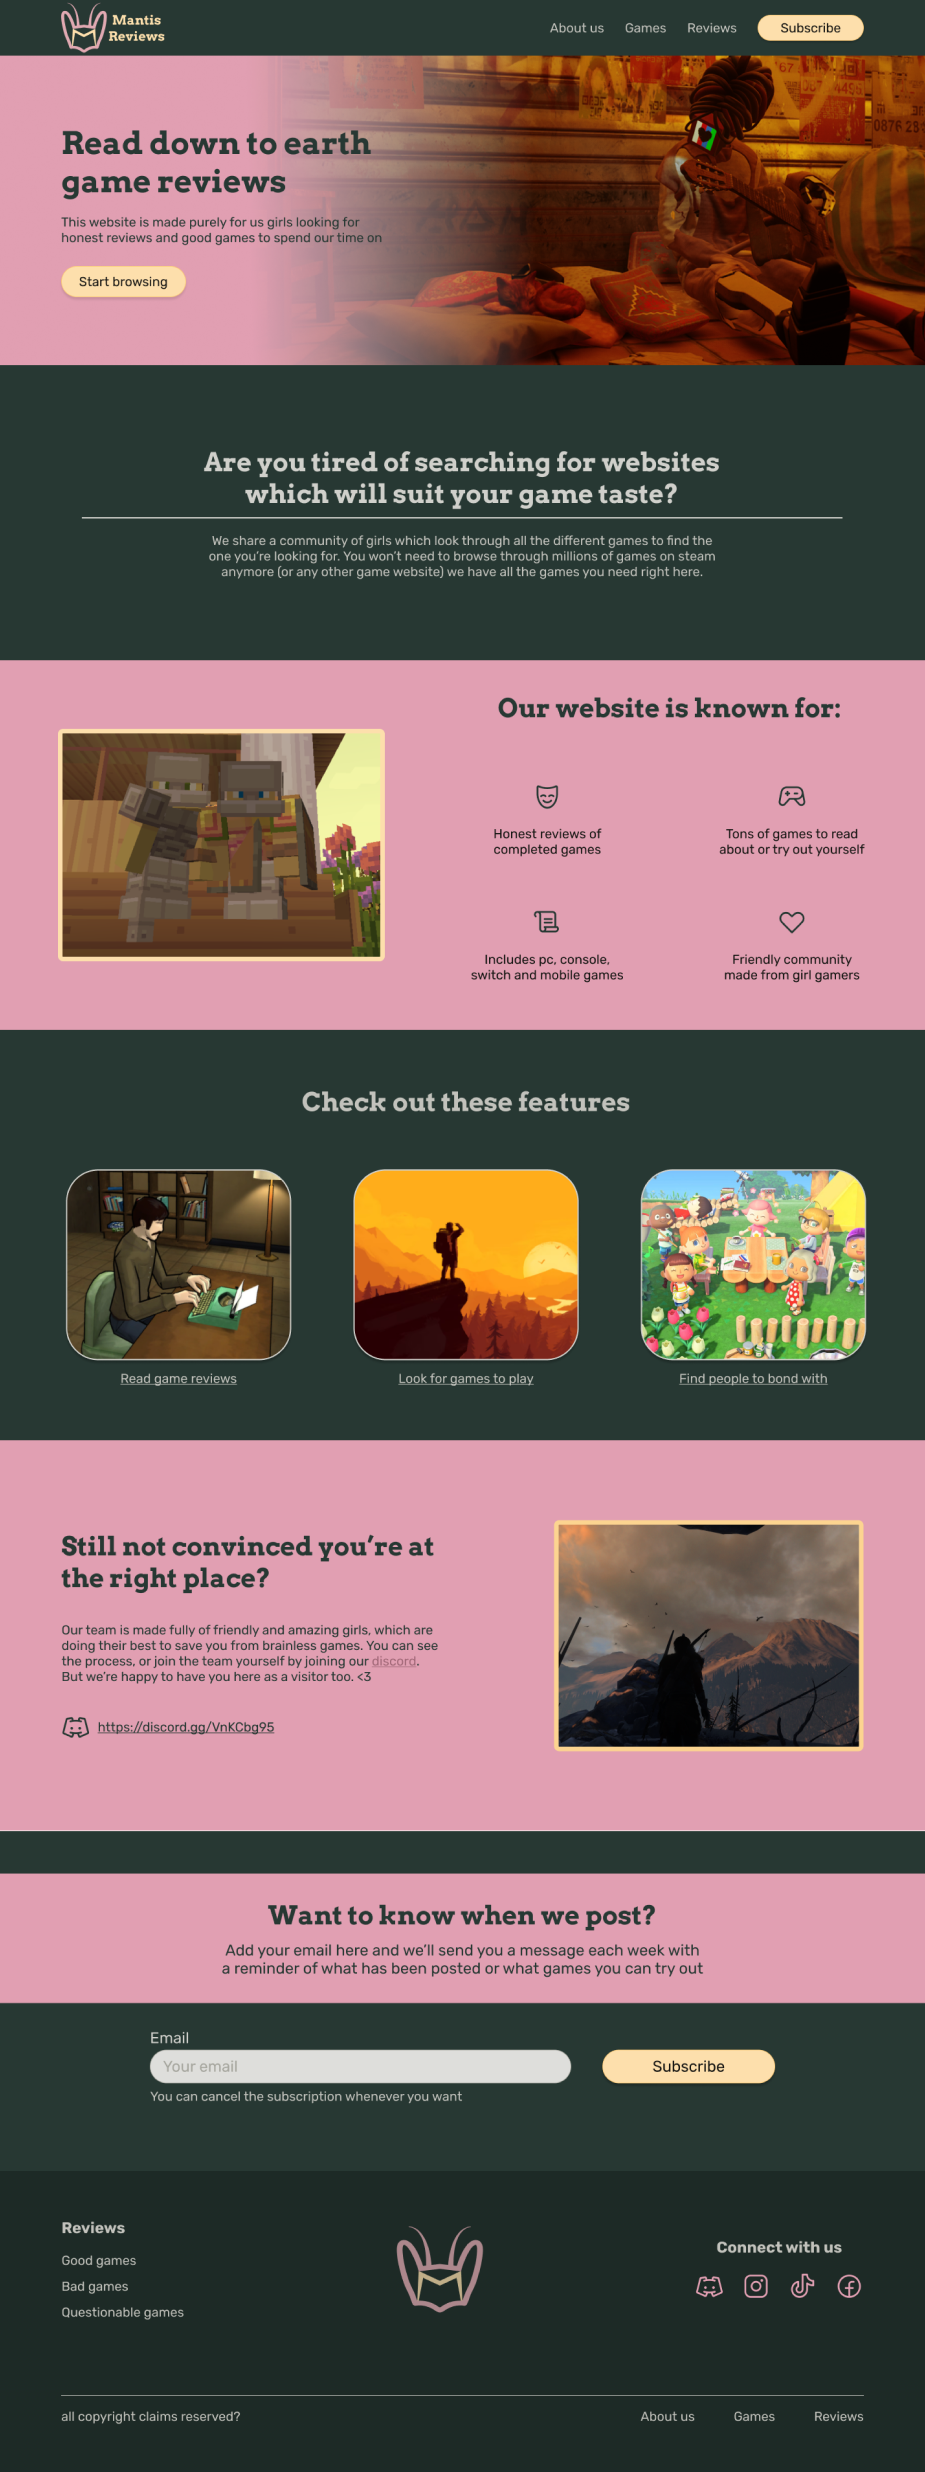 Mantis
Reviews
About us
Games
Reviews
Subscribe
Read down to earth
game reviews
This website is made purely for us girls looking for
honest reviews and good games to spend our time on
Start browsing
Are you tired of searching for websites
which will suit your game taste?
We share a community of girls which look through all the different games to find the
one you're looking for. You won't need to browse through millions of games on steam
anymore (or any other game website) we have all the games you need right here.
Our website is known for:
Honest reviews of
completed games
Tons of games to read
about or try out yourself
Includes pc, console,
switch and mobile games
Friendly community
made from girl gamers
Check out these features
Read game reviews
Look for games to play
Find people to bond with
Still not convinced you're at
the right place?
Our team is made fully of friendly and amazing girls, which are
doing their best to save you from brainless games. You can see
the process, or join the team yourself by joining our discord.
But we're happy to have you here as a visitor too. <3
https://discord.gg/VnKCbg95
Want to know when we post?
Add your email here and we'll send you a message each week with
a reminder of what has been posted or what games you can try out
Email
Your email
Subscribe
You can cancel the subscription whenever you want
Reviews
Good games
Bad games
Questionable games
Connect with us
all copyright claims reserved?
About us
Games
Reviews